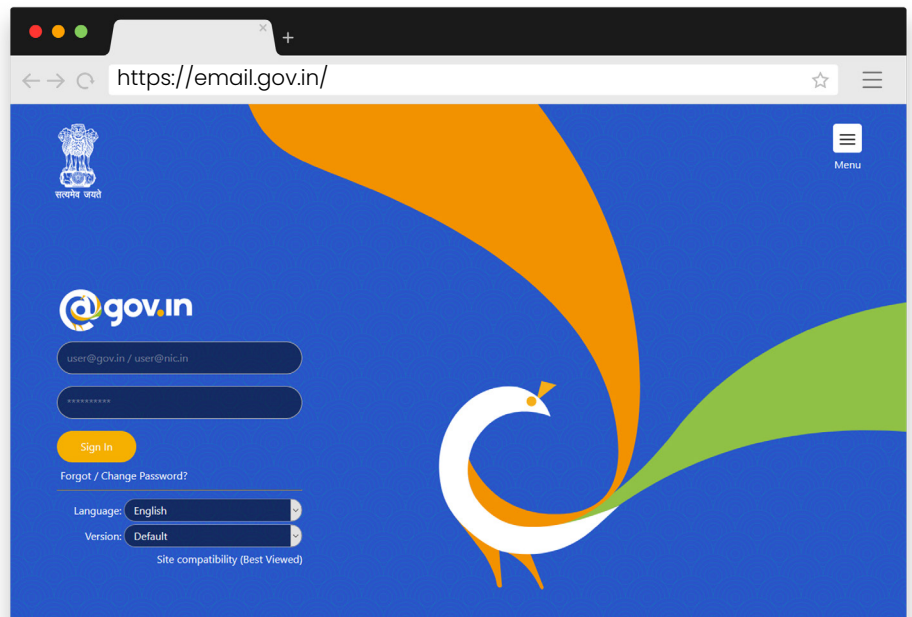 https://email.gov.in/
Menu
सत्यमेव जयते
@gov.in
user@gov.in / user@nic.in
**********
Sign In
Forgot / Change Password?
Language: English
Version: Default
Site compatibility (Best Viewed)